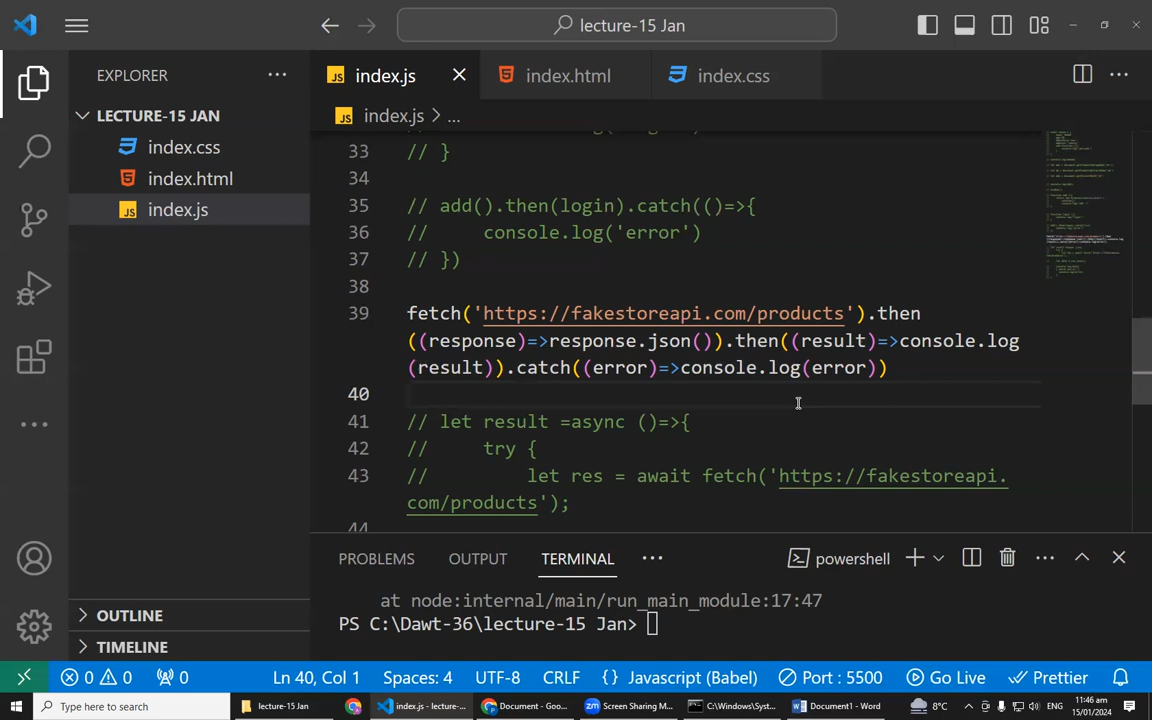 lecture-15 Jan
EXPLORER
LECTURE-15 JAN
index.css
index.html
index.js
OUTLINE
TIMELINE
JS index.js
index.html
index.css
JS index.js > ...
33 // }
34
35 // add().then(login).catch(()=>{
36 //     console.log('error')
37 // })
38
39 fetch('https://fakestoreapi.com/products').then
((response)=>response.json()).then((result)=>console.log
(result)).catch((error)=>console.log(error))
40
41 // let result =async ()=>{
42 //     try {
43 //         let res = await fetch('https://fakestoreapi.
com/products');
44
PROBLEMS OUTPUT TERMINAL ... powershell
at node:internal/main/run_main_module:17:47
PS C:\Dawt-36\lecture-15 Jan>
0 0 0 Ln 40, Col 1 Spaces: 4 UTF-8 CRLF {} Javascript (Babel) Port : 5500 Go Live Prettier
Type here to search lecture-15 Jan index.js - lecture-... Document - Goo... Screen Sharing M... C:\Windows\Syste... Document1 - Word 8°C ENG 11:46 am
15/01/2024